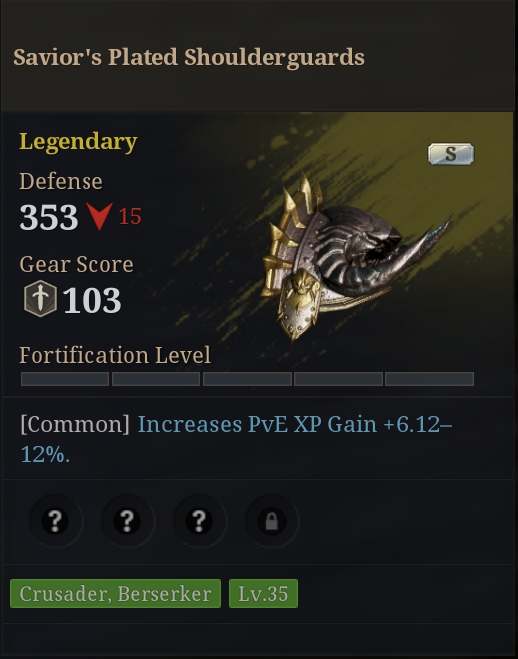 Savior's Plated Shoulderguards
Legendary
S
Defense
353 15
Gear Score
103
Fortification Level
[Common] Increases PvE XP Gain +6.12–
12%.
? ? ?
Crusader, Berserker Lv.35